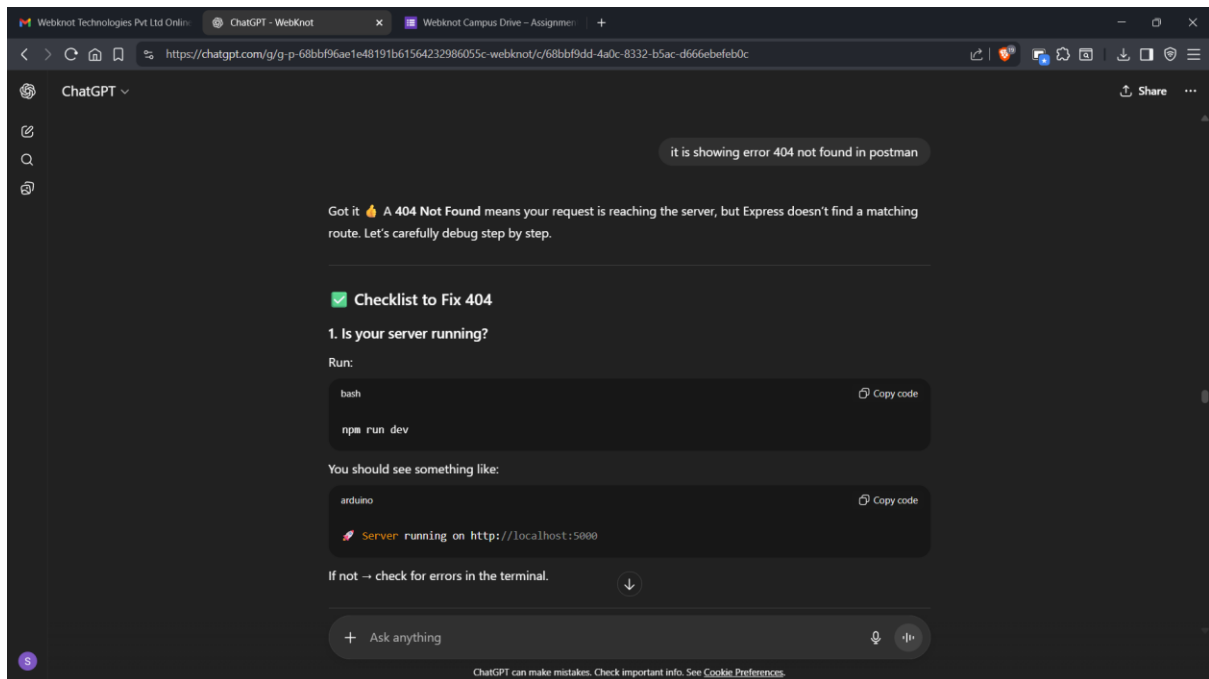 Webknot Technologies Pvt Ltd Online
ChatGPT - WebKnot
Webknot Campus Drive – Assignmen
https://chatgpt.com/g/g-p-68bbf96ae1e48191b61564232986055c-webknot/c/68bbf9dd-4a0c-8332-b5ac-d666ebefeb0c
ChatGPT
Share
it is showing error 404 not found in postman
Got it 👍 A 404 Not Found means your request is reaching the server, but Express doesn't find a matching
route. Let's carefully debug step by step.
✅ Checklist to Fix 404
1. Is your server running?
Run:
bash
Copy code
npm run dev
You should see something like:
arduino
Copy code
🚀 Server running on http://localhost:5000
If not → check for errors in the terminal.
Ask anything
S
ChatGPT can make mistakes. Check important info. See Cookie Preferences.